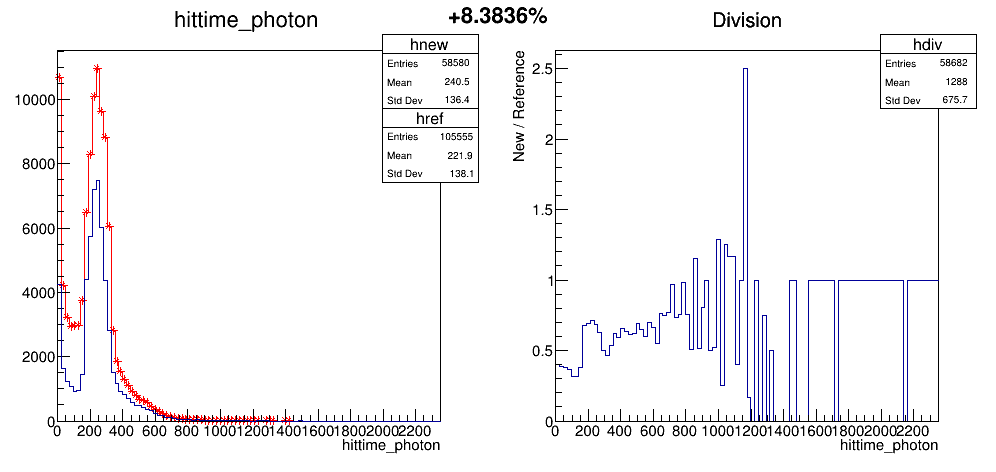 +8.3836%
hittime_photon
hnew
Entries 58580
Mean 240.5
Std Dev 136.4
href
Entries 105555
Mean 221.9
Std Dev 138.1
10000
8000
6000
4000
2000
0
0 200 400 600 800 1000 1200 1400 1600 1800 2000 2200
hittime_photon
Division
hdiv
Entries 58682
Mean 1288
Std Dev 675.7
New / Reference
2.5
2
1.5
1
0.5
0
0 200 400 600 800 1000 1200 1400 1600 1800 2000 2200
hittime_photon